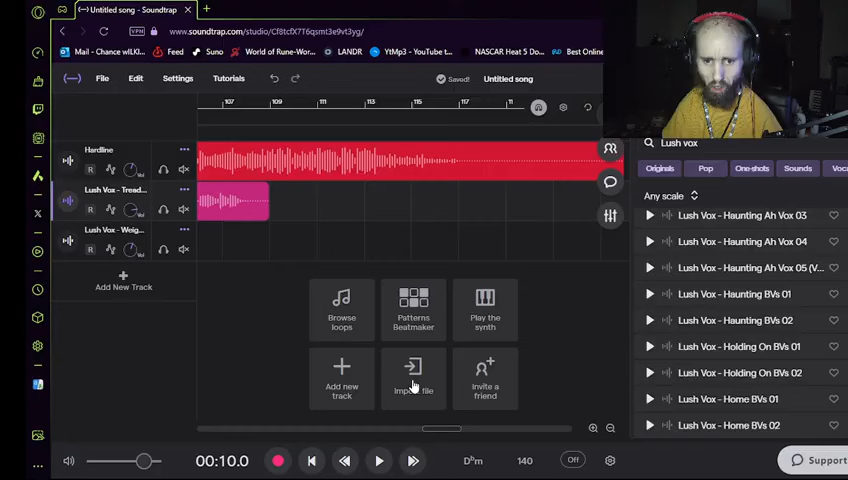 Untitled song - Soundtrap
VPN
www.soundtrap.com/studio/Cf8tcfX7T6qsmt3e9vt3yg/
Mail - Chance wILKI...
Feed
Suno
World of Rune-Wor...
LANDR
YtMp3 - YouTube t...
NASCAR Heat 5 Do...
Best Online
File
Edit
Settings
Tutorials
Saved!
Untitled song
107
109
111
113
115
117
11
Hardline
R
Vol
Lush Vox - Tread...
R
Vol
Lush Vox - Weig...
R
Vol
Add New Track
Browse
loops
Patterns
Beatmaker
Play the
synth
Add new
track
Import file
Invite a
friend
Lush vox
Originals
Pop
One-shots
Sounds
Voc
Any scale
Lush Vox - Haunting Ah Vox 03
Lush Vox - Haunting Ah Vox 04
Lush Vox - Haunting Ah Vox 05 (V...
Lush Vox - Haunting BVs 01
Lush Vox - Haunting BVs 02
Lush Vox - Holding On BVs 01
Lush Vox - Holding On BVs 02
Lush Vox - Home BVs 01
Lush Vox - Home BVs 02
00:10.0
D♭m
140
Off
Support